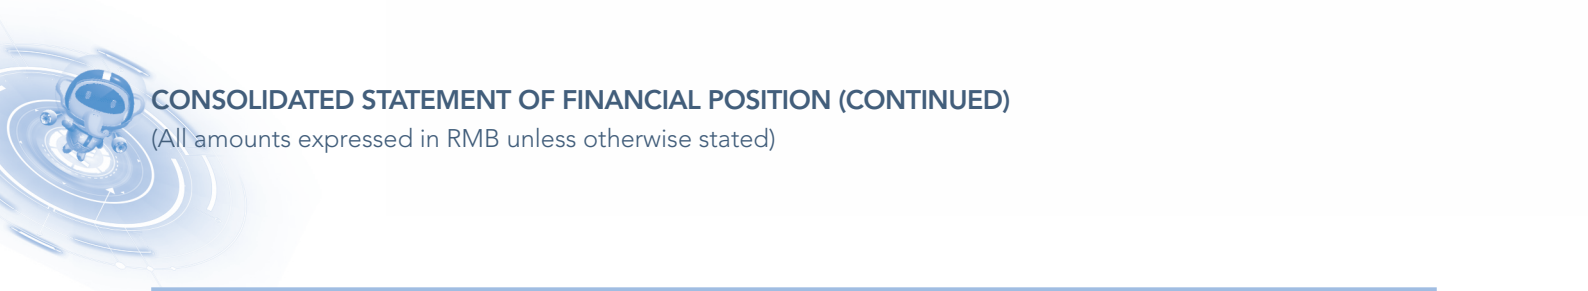 CONSOLIDATED STATEMENT OF FINANCIAL POSITION (CONTINUED)
(All amounts expressed in RMB unless otherwise stated)